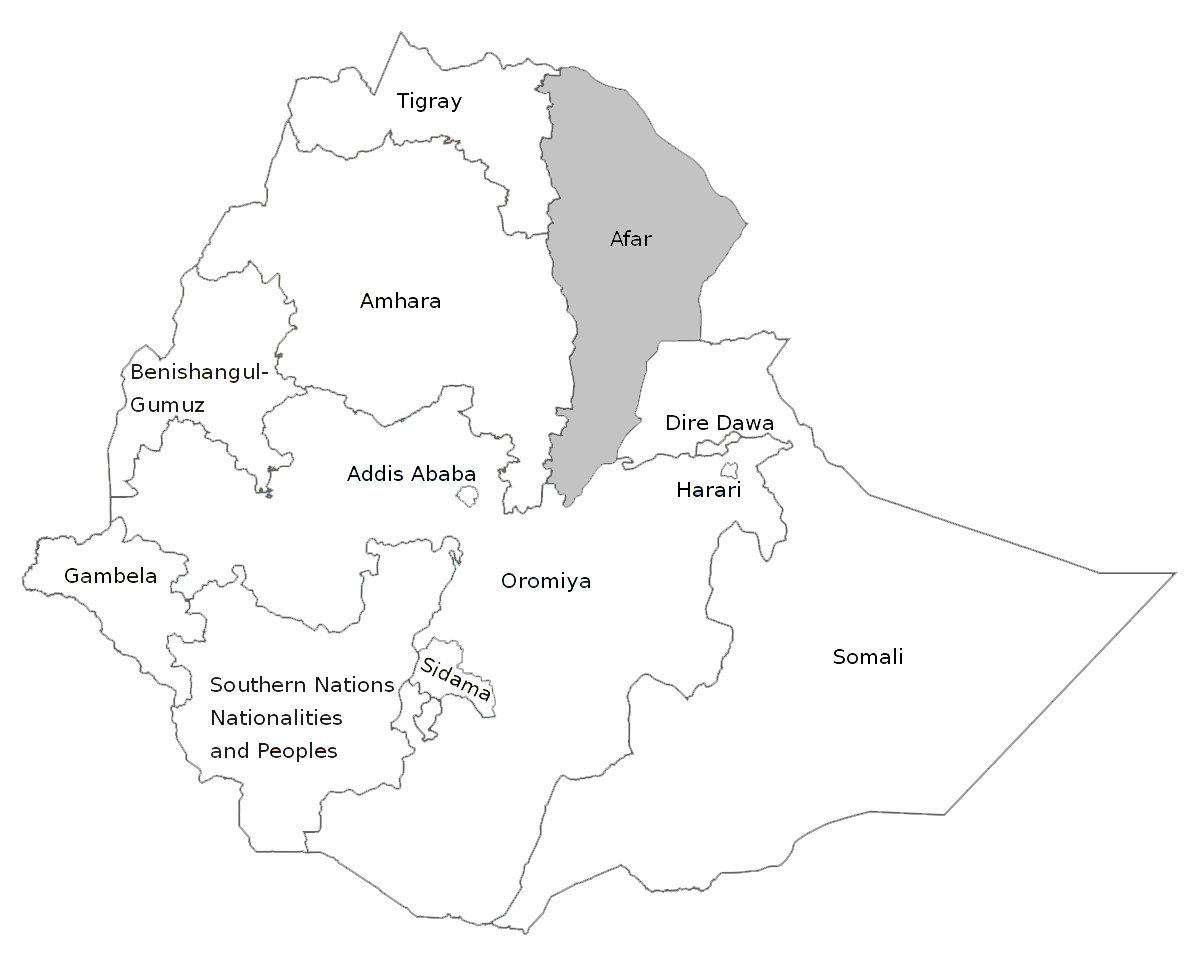 Tigray
Afar
Amhara
Benishangul-
Gumuz
Dire Dawa
Addis Ababa
Harari
Gambela
Oromiya
Somali
Sidama
Southern Nations
Nationalities
and Peoples